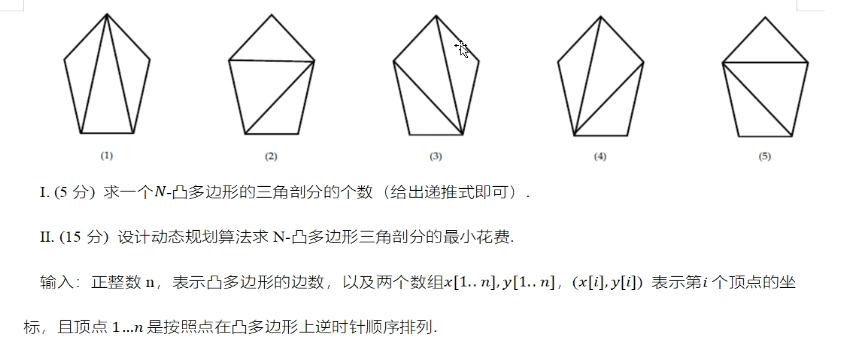 (1) (2) (3) (4) (5)
I. (5 分) 求一个N-凸多边形的三角剖分的个数（给出递推式即可）.
II. (15 分) 设计动态规划算法求 N-凸多边形三角剖分的最小花费.
输入：正整数 n，表示凸多边形的边数，以及两个数组x[1..n],y[1..n]，(x[i],y[i]) 表示第i 个顶点的坐
标，且顶点 1...n 是按照点在凸多边形上逆时针顺序排列.